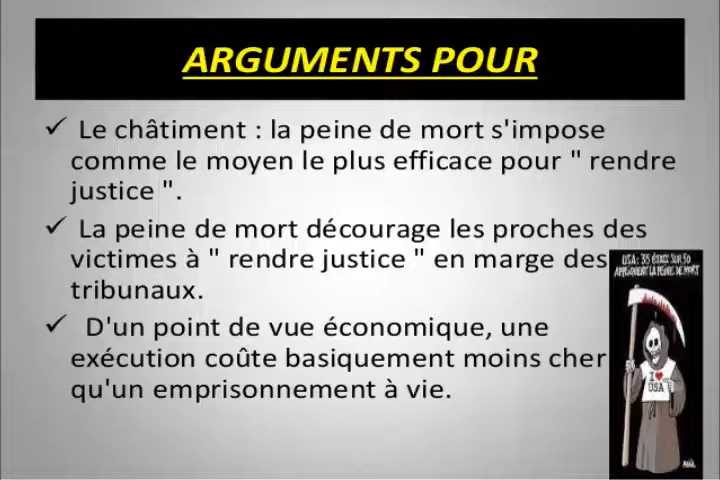 ARGUMENTS POUR
✓ Le châtiment : la peine de mort s'impose
comme le moyen le plus efficace pour " rendre
justice ".
✓ La peine de mort décourage les proches des
victimes à " rendre justice " en marge des
tribunaux.
✓ D'un point de vue économique, une
exécution coûte basiquement moins cher
qu'un emprisonnement à vie.
USA : 35 ÉTATS SUR 50
APPLIQUENT LA PEINE DE MORT
I ♥
USA